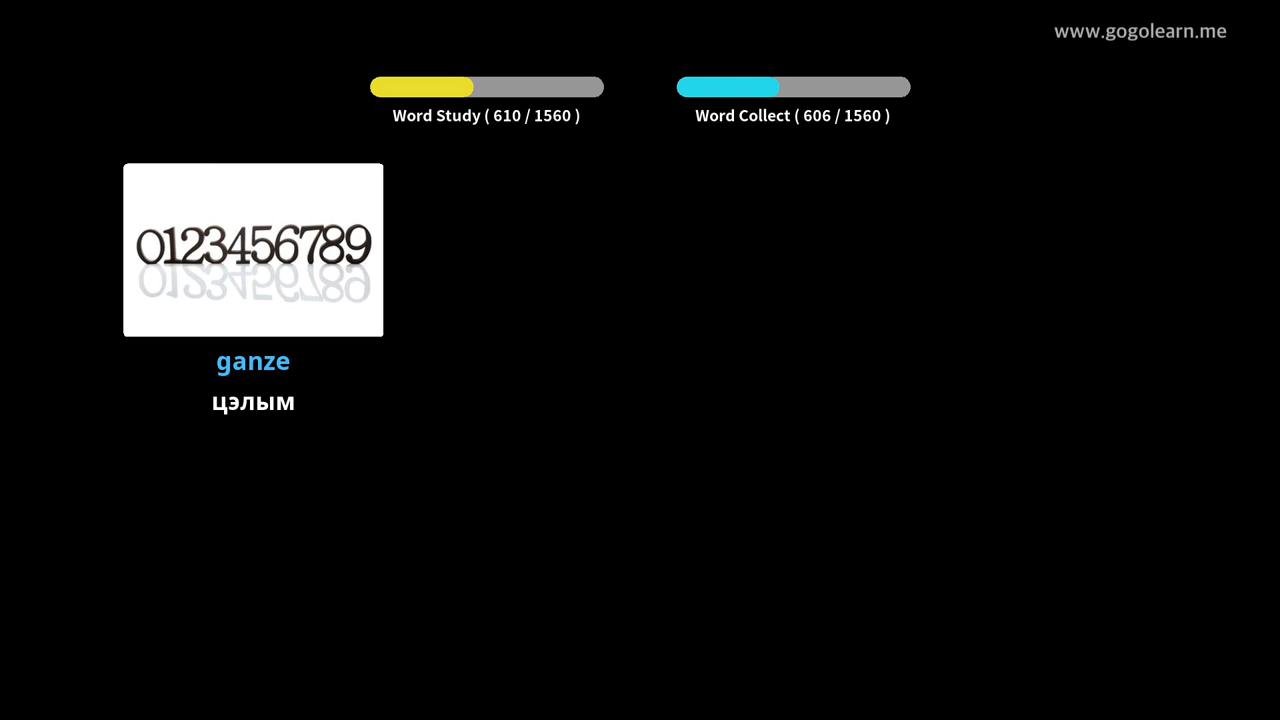 www.gogolearn.me
Word Study ( 610 / 1560 )
Word Collect ( 606 / 1560 )
0123456789
ganze
цэлым